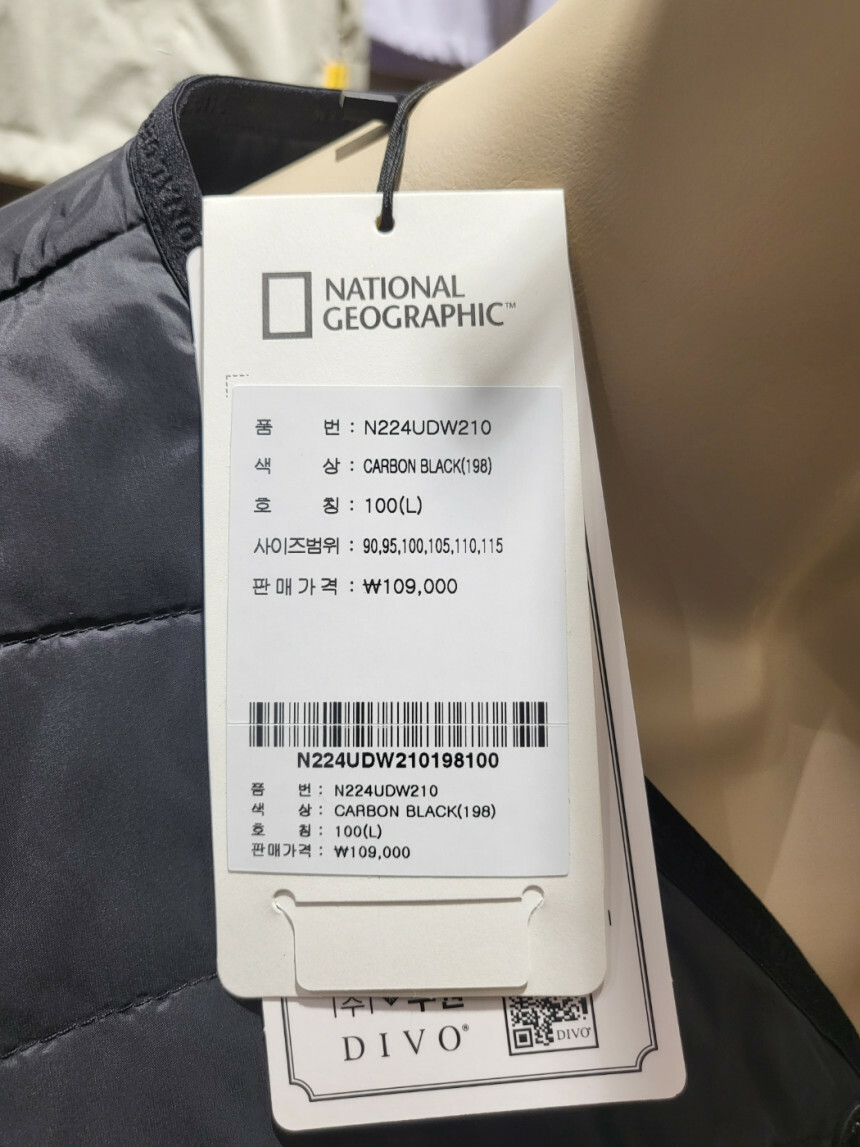 NATIONAL
GEOGRAPHIC™
품 번 : N224UDW210
색 상 : CARBON BLACK(198)
호 칭 : 100(L)
사이즈범위 : 90,95,100,105,110,115
판매가격 : ₩109,000
N224UDW210198100
품 번 : N224UDW210
색 상 : CARBON BLACK(198)
호 칭 : 100(L)
판매가격 : ₩109,000
DIVO®
DIVO